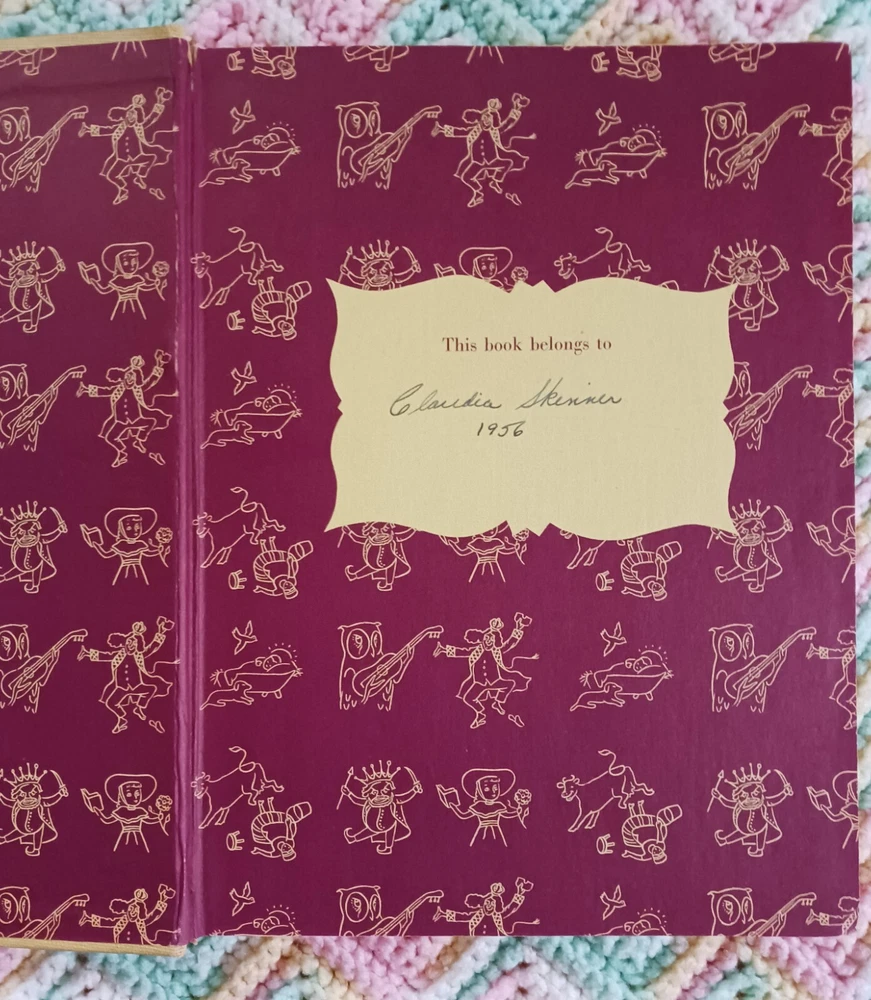 This book belongs to
Claudia Skinner
1956